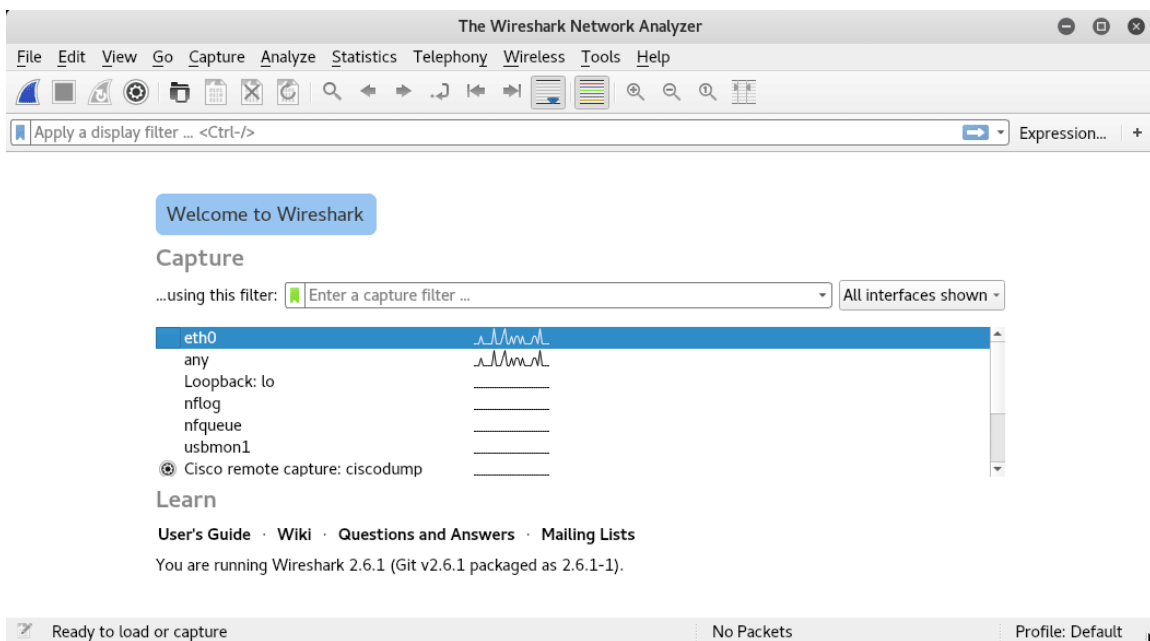 The Wireshark Network Analyzer
File Edit View Go Capture Analyze Statistics Telephony Wireless Tools Help
Apply a display filter ... <Ctrl-/> Expression... +
Welcome to Wireshark
Capture
...using this filter: Enter a capture filter ... All interfaces shown
eth0
any
Loopback: lo
nflog
nfqueue
usbmon1
Cisco remote capture: ciscodump
Learn
User's Guide · Wiki · Questions and Answers · Mailing Lists
You are running Wireshark 2.6.1 (Git v2.6.1 packaged as 2.6.1-1).
Ready to load or capture No Packets Profile: Default